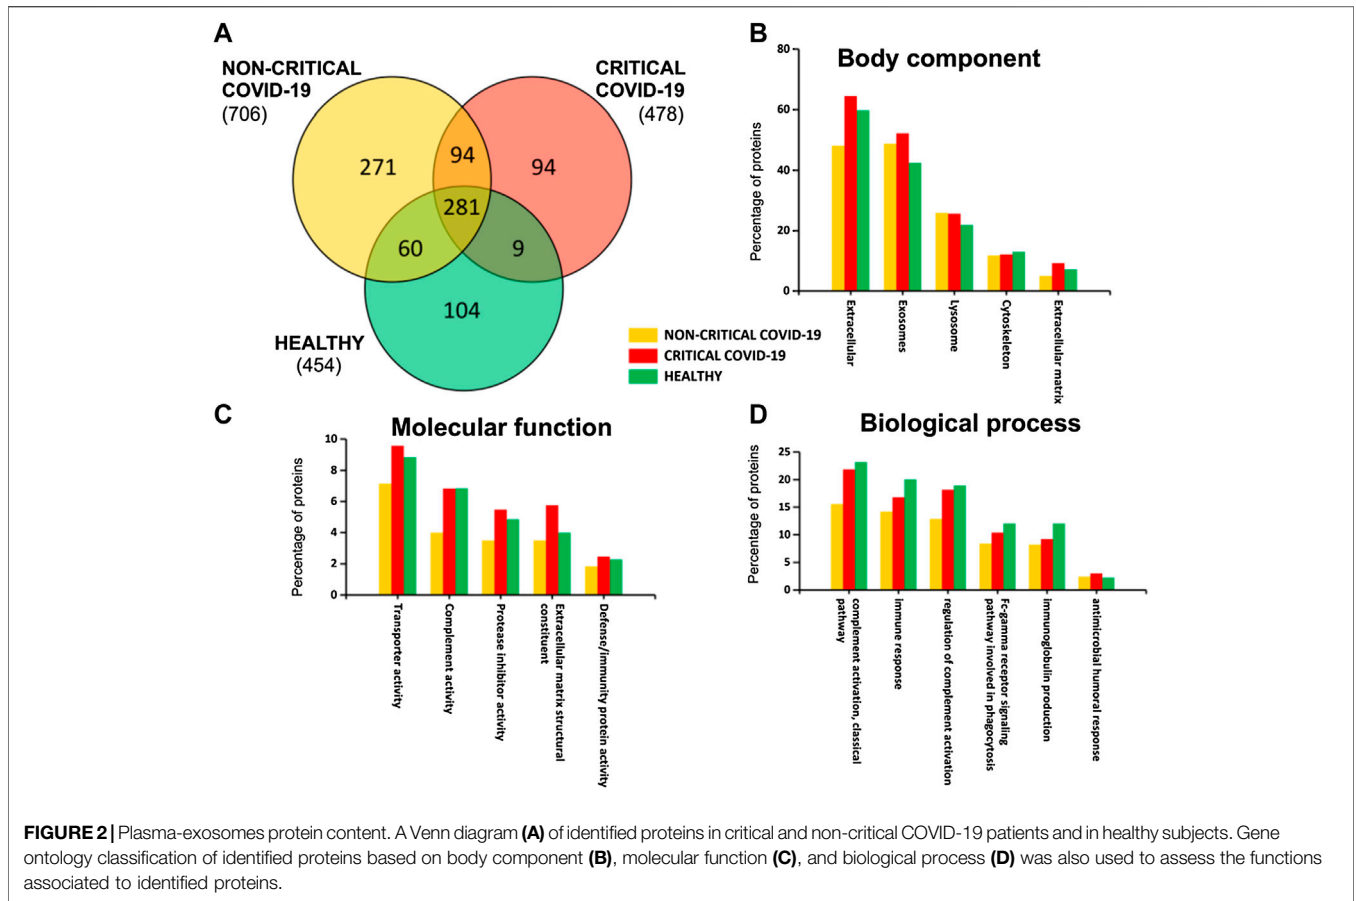 A
NON-CRITICAL
COVID-19
(706)
CRITICAL
COVID-19
(478)
271
94
94
281
60
9
104
HEALTHY
(454)
NON-CRITICAL COVID-19
CRITICAL COVID-19
HEALTHY
B
Body component
Percentage of proteins
80
60
40
20
0
Extracellular
Exosomes
Lysosome
Cytoskeleton
Extracellular matrix
C
Molecular function
Percentage of proteins
10
8
6
4
2
0
Transporter activity
Complement activity
Protease inhibitor activity
Extracellular matrix structural
constituent
Defense/immunity protein activity
D
Biological process
Percentage of proteins
25
20
15
10
5
0
complement activation, classical
pathway
immune response
regulation of complement activation
Fc-gamma receptor signaling
pathway involved in phagocytosis
immunoglobulin production
antimicrobial humoral response
FIGURE 2 | Plasma-exosomes protein content. A Venn diagram (A) of identified proteins in critical and non-critical COVID-19 patients and in healthy subjects. Gene
ontology classification of identified proteins based on body component (B), molecular function (C), and biological process (D) was also used to assess the functions
associated to identified proteins.